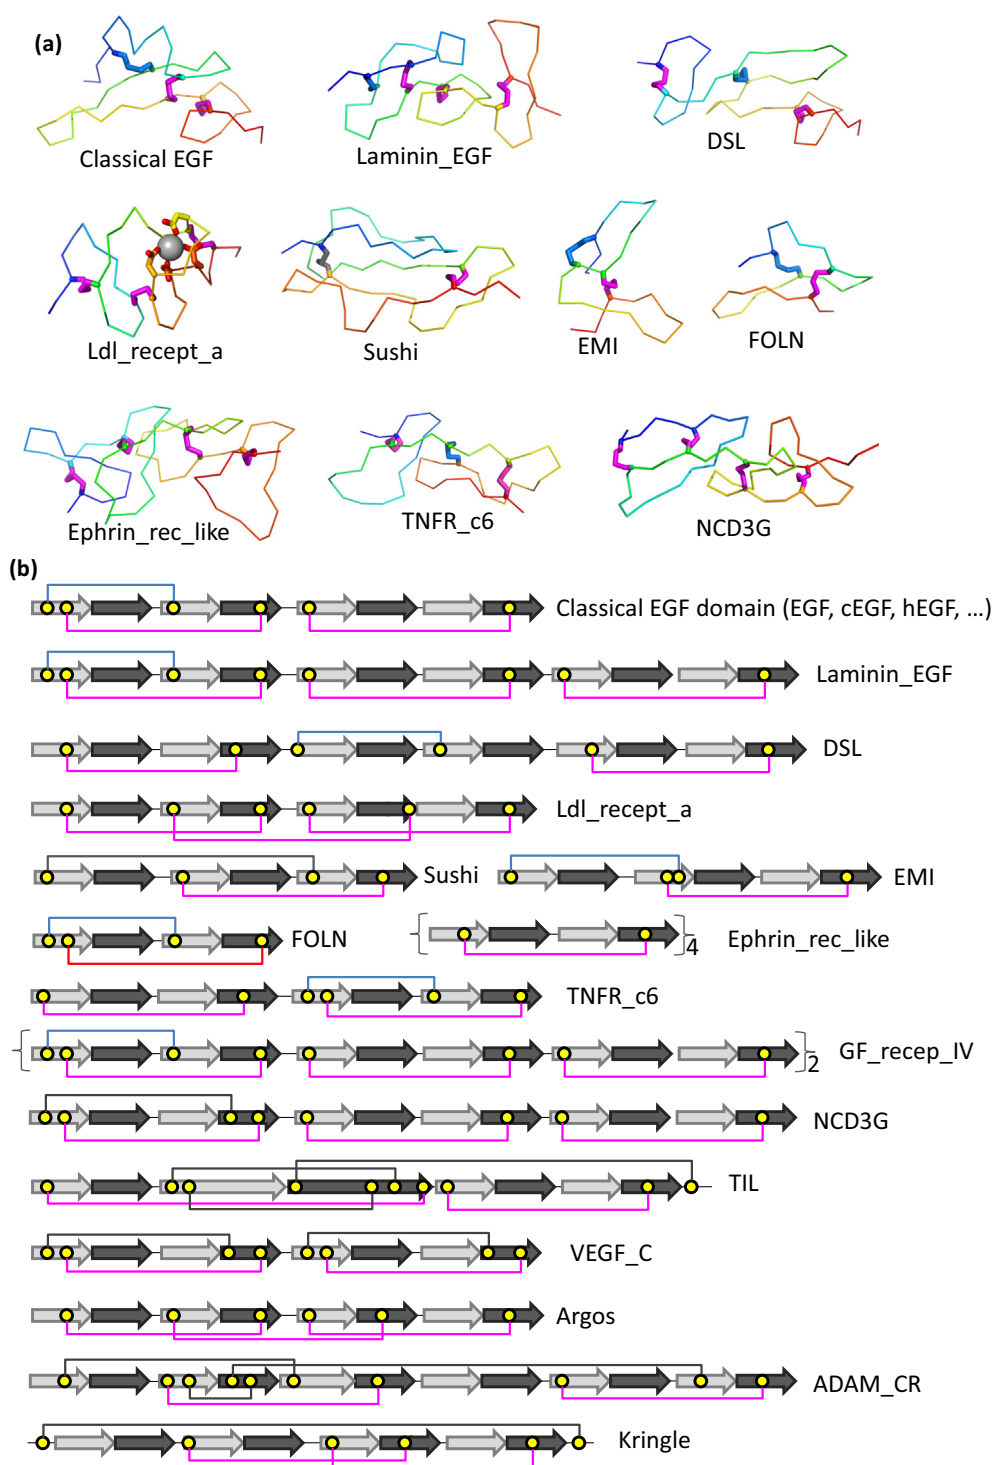 (a)
Classical EGF
Laminin_EGF
DSL
Ldl_recept_a
Sushi
EMI
FOLN
Ephrin_rec_like
TNFR_c6
NCD3G
(b)
Classical EGF domain (EGF, cEGF, hEGF, ...)
Laminin_EGF
DSL
Ldl_recept_a
Sushi
EMI
FOLN
4
Ephrin_rec_like
TNFR_c6
2
GF_recep_IV
NCD3G
TIL
VEGF_C
Argos
ADAM_CR
Kringle